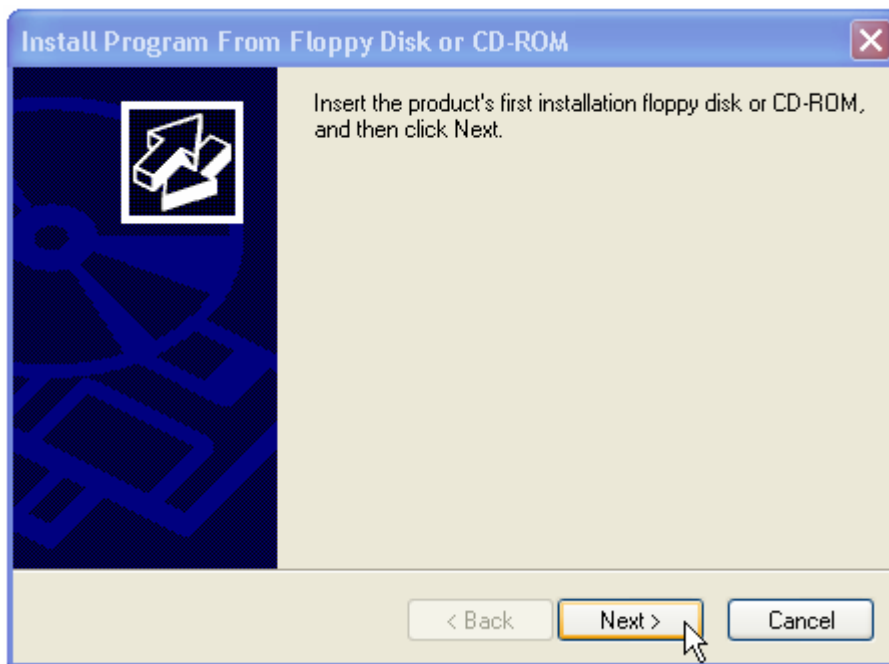 Install Program From Floppy Disk or CD-ROM
Insert the product's first installation floppy disk or CD-ROM,
and then click Next.
< Back Next > Cancel